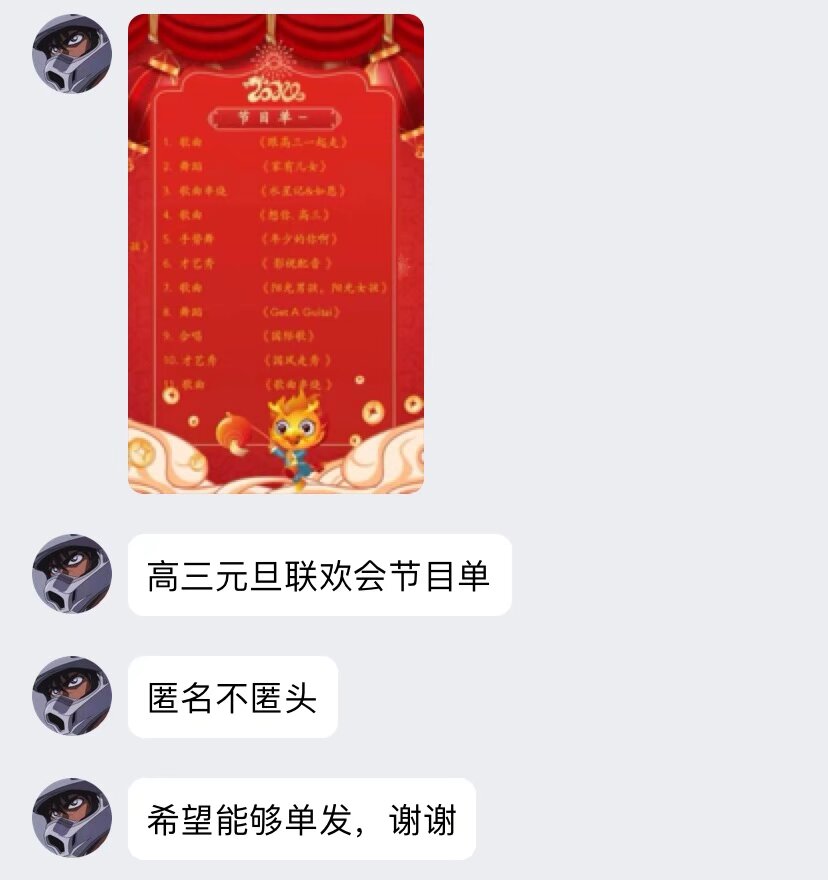 节目单一
1. 歌曲 《跟高三一起走》
2. 舞蹈 《家有儿女》
3. 歌曲串烧 《水星记&如愿》
4. 歌曲 《想你.高三》
5. 手语舞 《年少的你啊》
6. 才艺秀 《影视配音》
7. 歌曲 《阳光男孩，阳光女孩》
8. 舞蹈 《Get A Guitai》
9. 合唱 《国际歌》
10. 才艺秀 《国风走秀》
11. 歌曲 《歌曲串烧》
高三元旦联欢会节目单
匿名不匿头
希望能够单发，谢谢